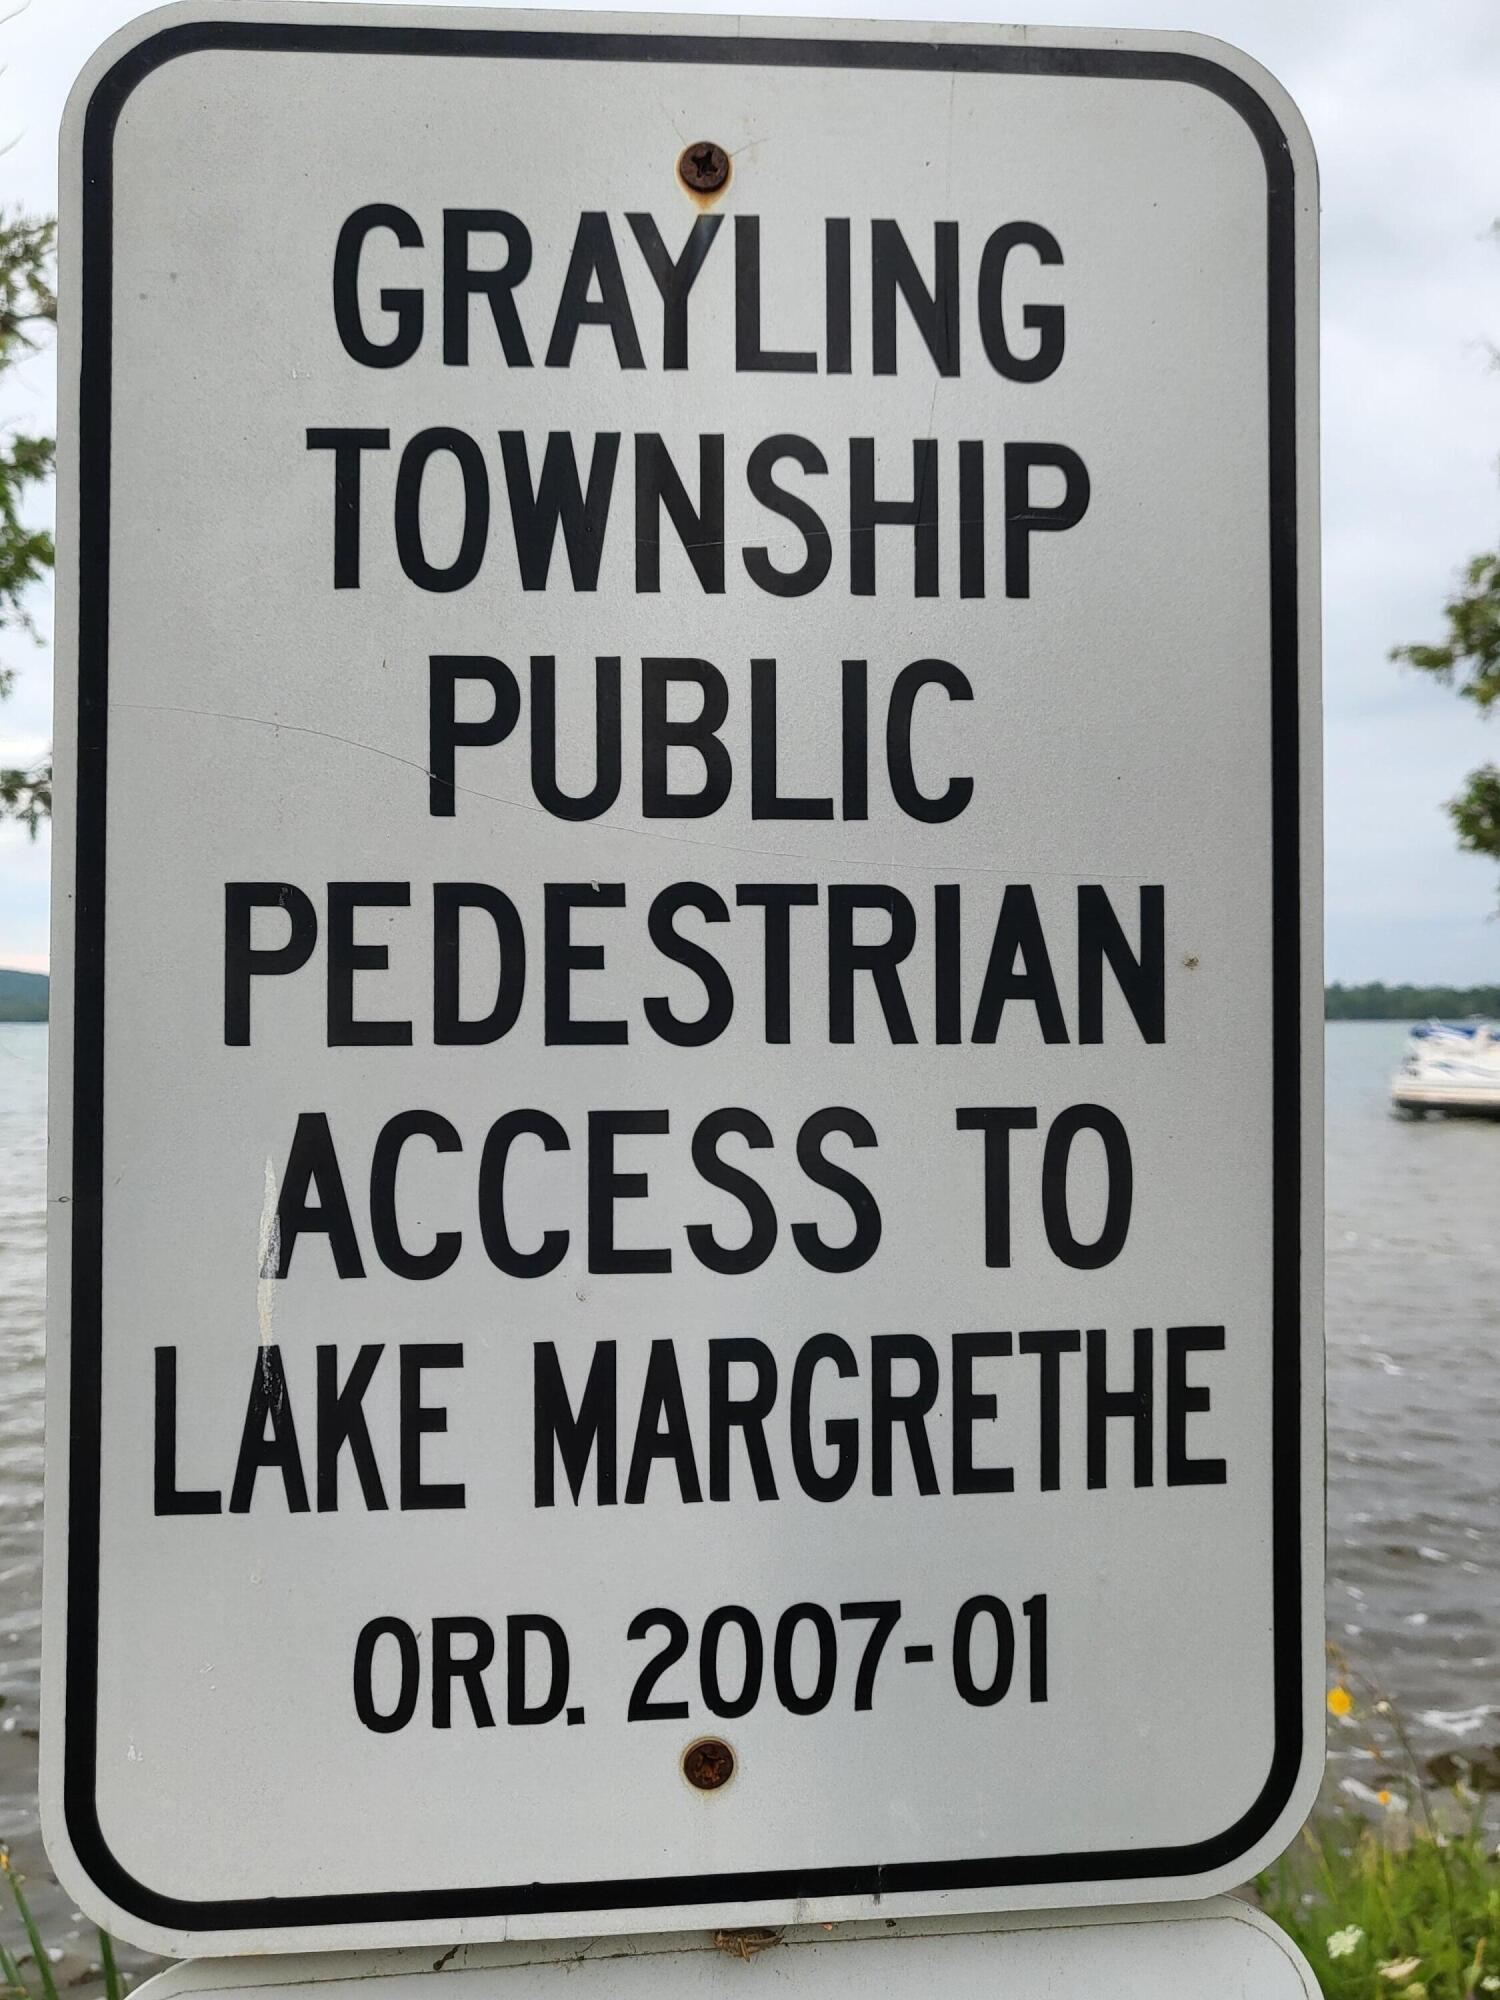 GRAYLING
TOWNSHIP
PUBLIC
PEDESTRIAN
ACCESS TO
LAKE MARGRETHE
ORD. 2007-01